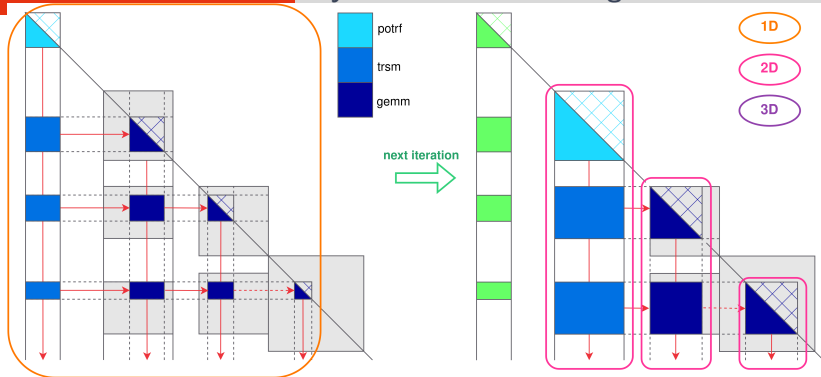 potrf
trsm
gemm
next iteration
1D
2D
3D